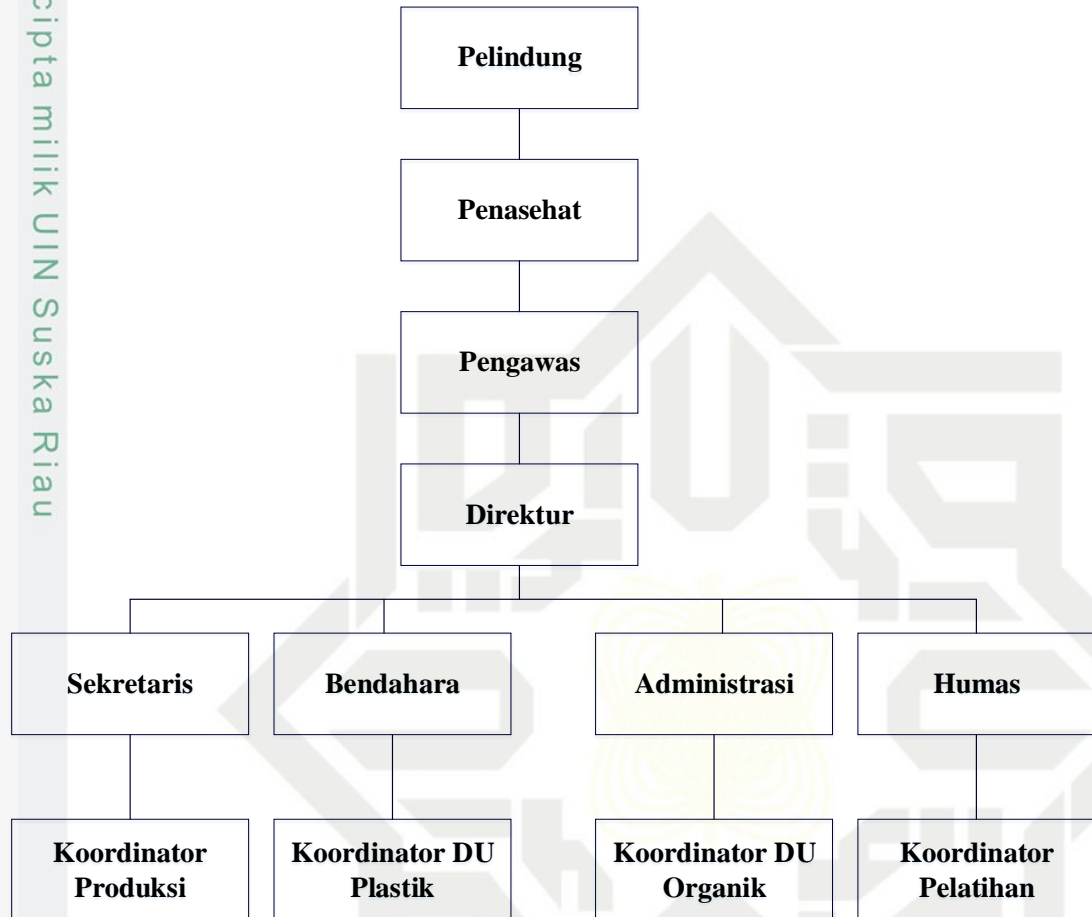 cipta milik UIN Suska Riau
Pelindung
Penasehat
Pengawas
Direktur
Sekretaris
Bendahara
Administrasi
Humas
Koordinator
Produksi
Koordinator DU
Plastik
Koordinator DU
Organik
Koordinator
Pelatihan